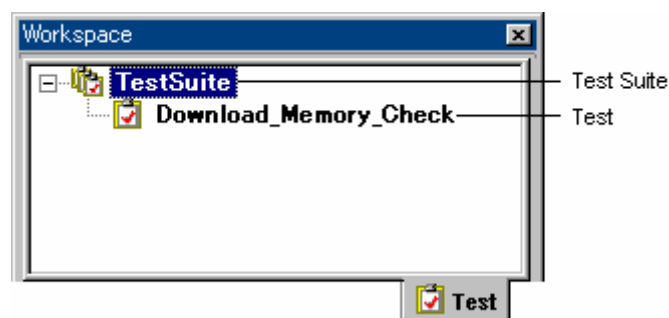 Workspace
TestSuite
Test Suite
Download_Memory_Check
Test
Test